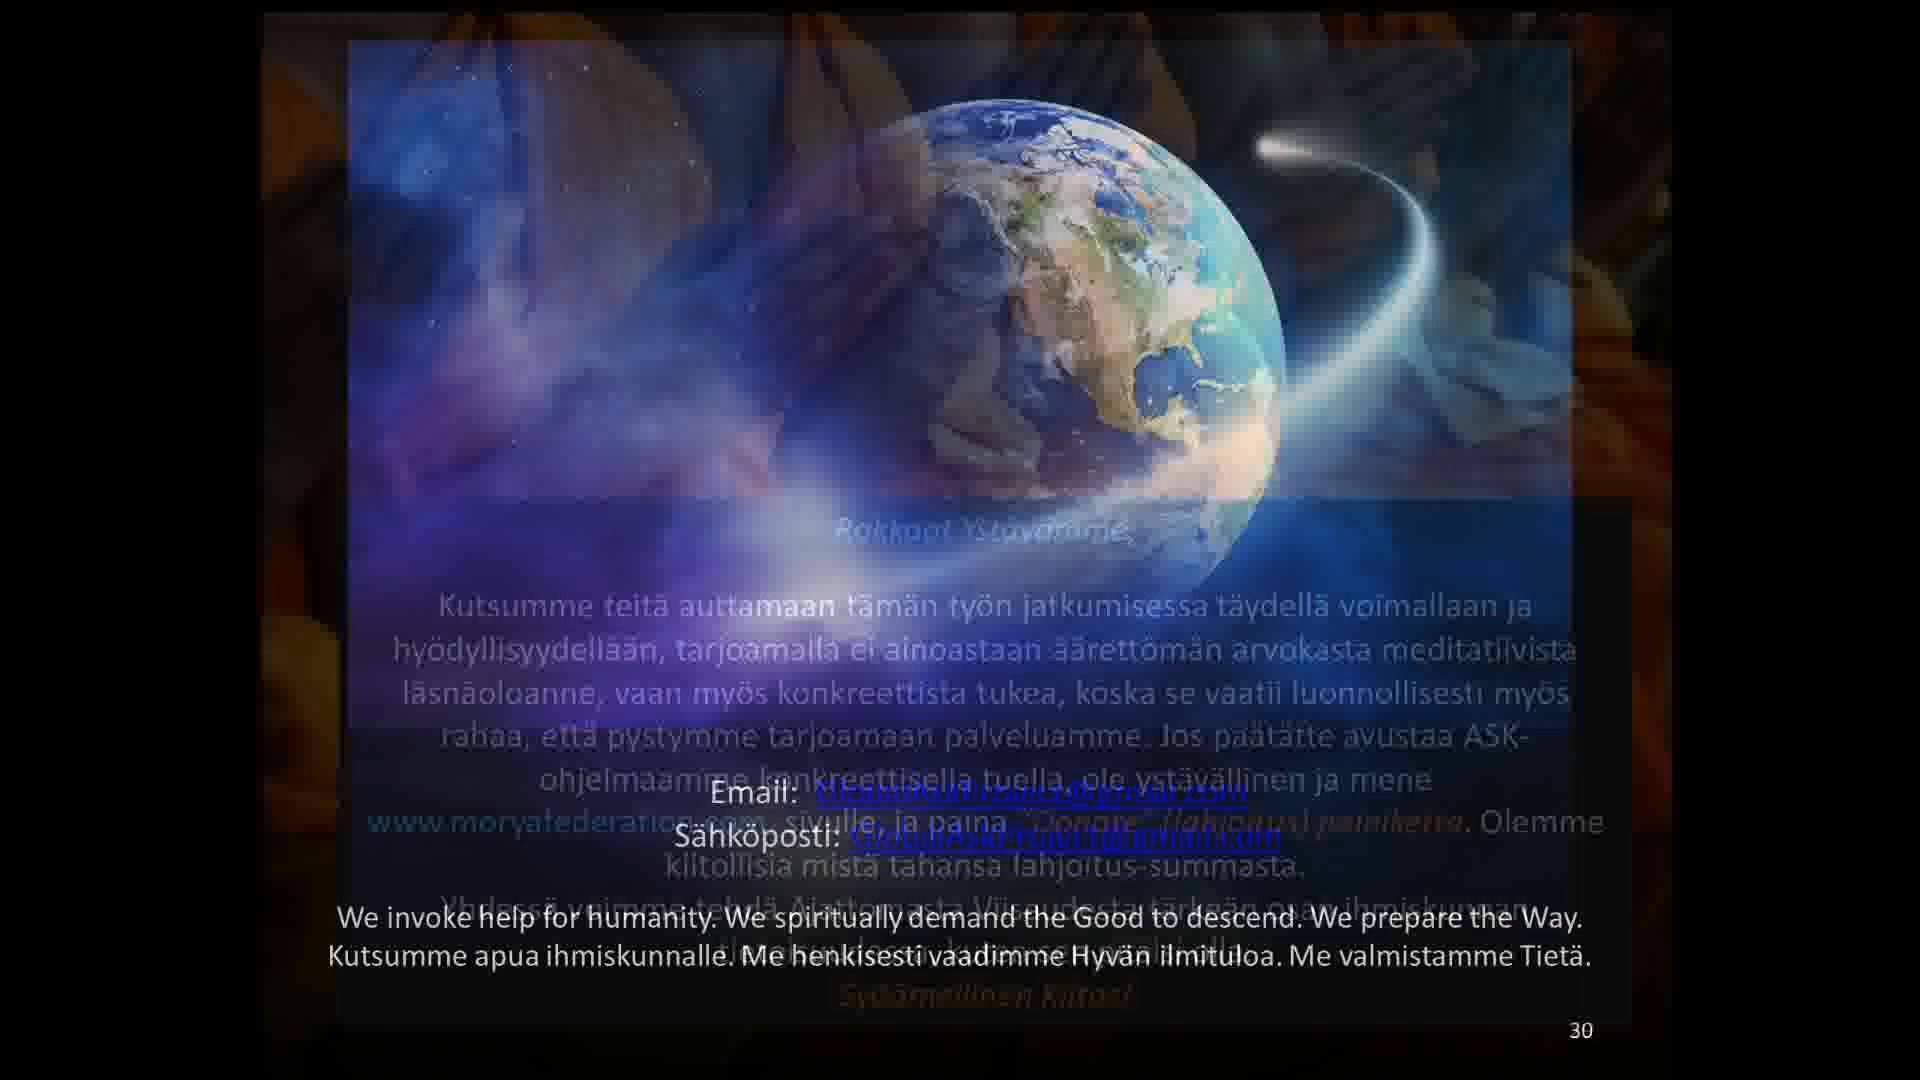 Rakkaat Ystävämme,
Kutsumme teitä auttamaan tämän työn jatkumisessa täydellä voimallaan ja
hyödyllisyydellään, tarjoamalla ei ainoastaan äärettömän arvokasta meditatiivista
läsnäoloanne, vaan myös konkreettista tukea, koska se vaatii luonnollisesti myös
rahaa, että pystymme tarjoamaan palveluamme. Jos päätätte avustaa ASK-
ohjelmaamme konkreettisella tuella, ole ystävällinen ja mene
Email:
www.moryafederation.com, sivulle, ja paina "Donate" (lahjoitus) painiketta. Olemme
Sähköposti:
kiitollisia mistä tahansa lahjoitus-summasta.
We invoke help for humanity. We spiritually demand the Good to descend. We prepare the Way.
Kutsumme apua ihmiskunnalle. Me henkisesti vaadimme Hyvän ilmituloa. Me valmistamme Tietä.
Sydämellinen Kiitos!
30